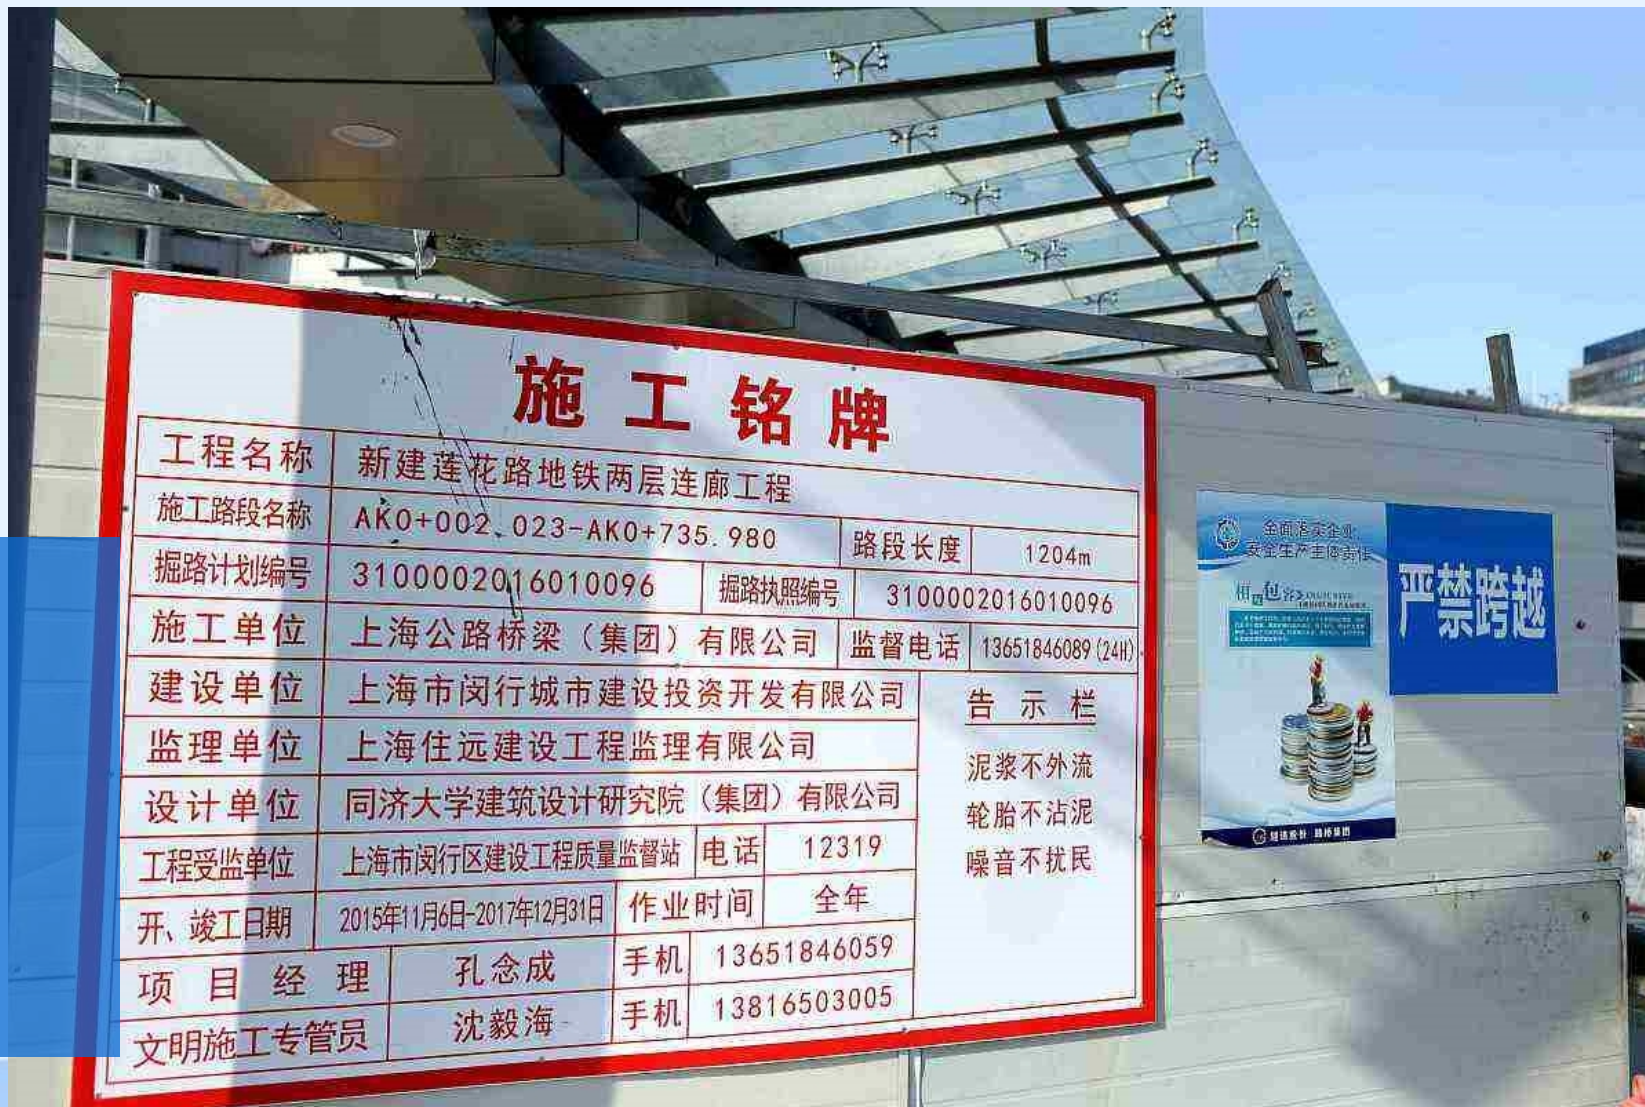 施工铭牌
工程名称 新建莲花路地铁两层连廊工程
施工路段名称 AK0+002.023-AK0+735.980 路段长度 1204m
掘路计划编号 3100002016010096 掘路执照编号 3100002016010096
施工单位 上海公路桥梁（集团）有限公司 监督电话 13651846089(24H)
建设单位 上海市闵行城市建设投资开发有限公司
监理单位 上海住远建设工程监理有限公司
设计单位 同济大学建筑设计研究院（集团）有限公司
工程受监单位 上海市闵行区建设工程质量监督站 电话 12319
开、竣工日期 2015年11月6日-2017年12月31日 作业时间 全年
项目经理 孔念成 手机 13651846059
文明施工专管员 沈毅海 手机 13816503005
告示栏
泥浆不外流
轮胎不沾泥
噪音不扰民
全面落实企业
安全生产主体责任
包容
严禁跨越